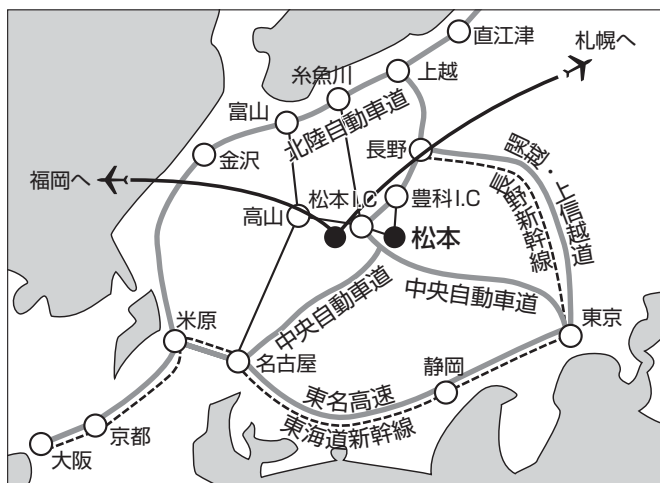 直江津
札幌へ
糸魚川
上越
富山
北陸自動車道
長野
関越・上信越道
金沢
福岡へ
長野新幹線
松本I.C
豊科I.C
高山
松本
中央自動車道
中央自動車道
米原
東京
名古屋
静岡
東名高速
東海道新幹線
京都
大阪